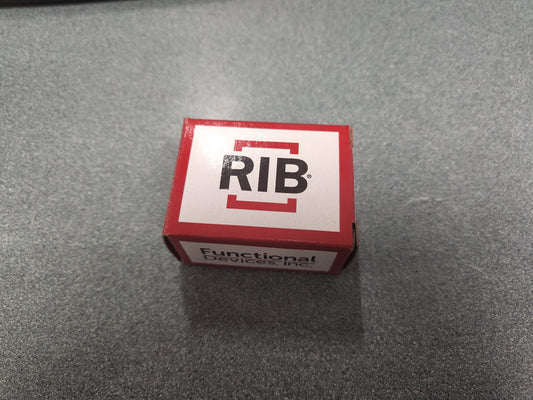 RIB®
Functional
Devices, Inc.